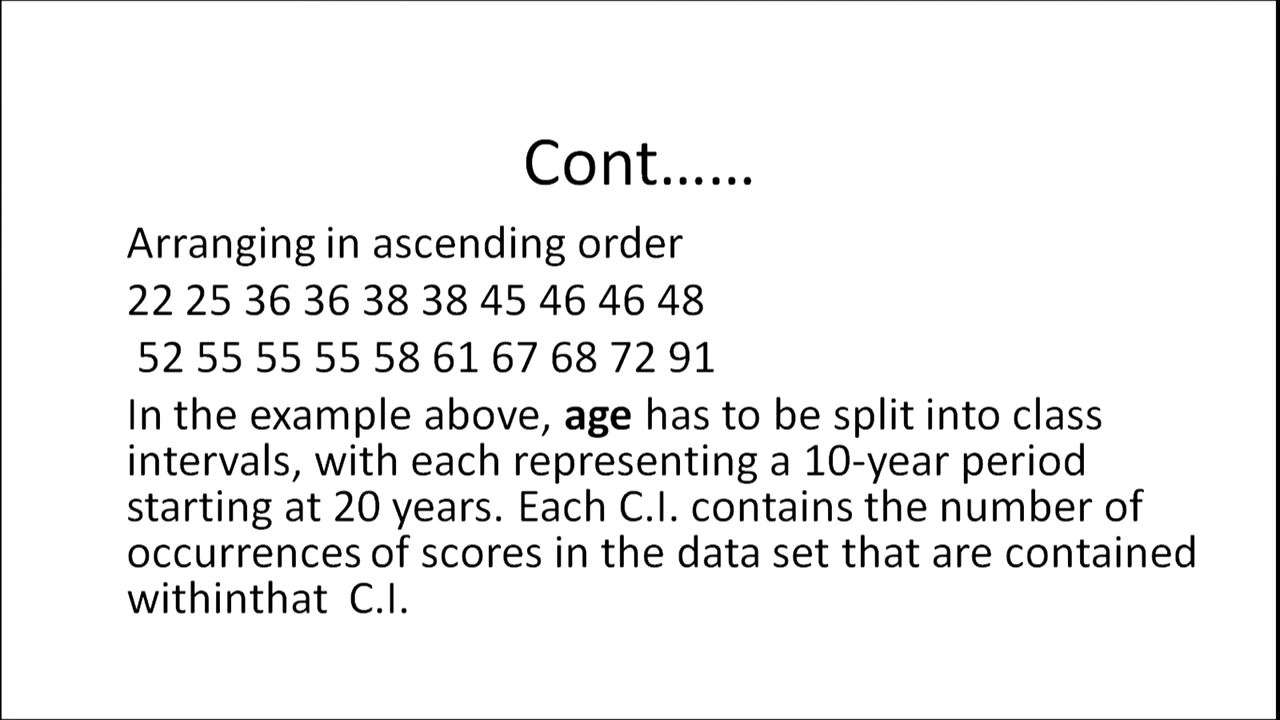 Cont……
Arranging in ascending order
22 25 36 36 38 38 45 46 46 48
52 55 55 55 58 61 67 68 72 91
In the example above, age has to be split into class
intervals, with each representing a 10-year period
starting at 20 years. Each C.I. contains the number of
occurrences of scores in the data set that are contained
withinthat C.I.